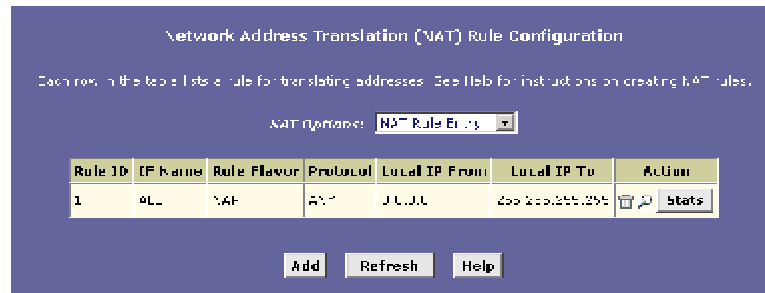 Network Address Translation (NAT) Rule Configuration
Each row in the table lists a rule for translating addresses. See Help for instructions on creating NAT rules.
NAT Options: NAT Rule Entry
Rule ID IF Name Rule Flavor Protocol Local IP From Local IP To Action
1 ALL ANY 0.0.0.0 255.255.255.255 Stats
Add Refresh Help